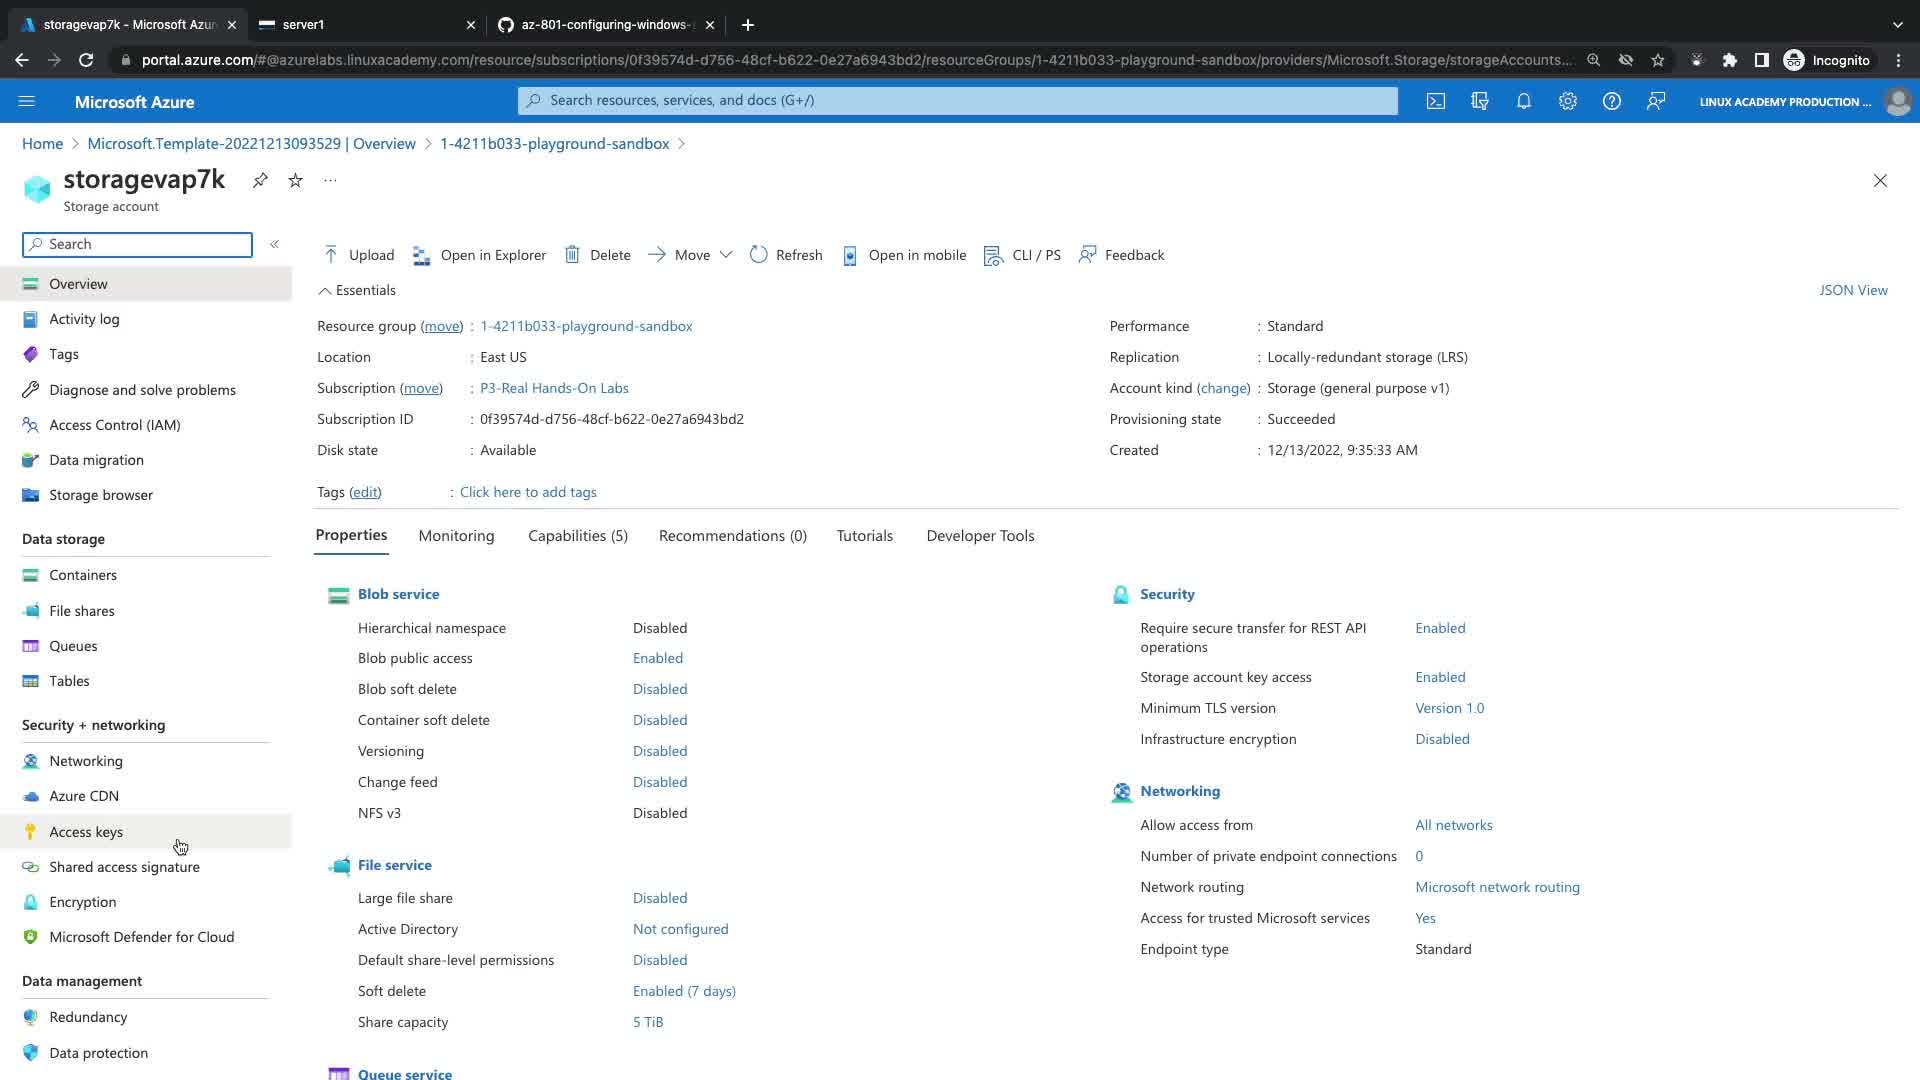 storagevap7k - Microsoft Azur
server1
az-801-configuring-windows-
portal.azure.com/#@azurelabs.linuxacademy.com/resource/subscriptions/0f39574d-d756-48cf-b622-0e27a6943bd2/resourceGroups/1-4211b033-playground-sandbox/providers/Microsoft.Storage/storageAccounts...
Incognito
Microsoft Azure
Search resources, services, and docs (G+/)
LINUX ACADEMY PRODUCTION ...
Home > Microsoft.Template-20221213093529 | Overview > 1-4211b033-playground-sandbox >
storagevap7k
Storage account
Search
Overview
Activity log
Tags
Diagnose and solve problems
Access Control (IAM)
Data migration
Storage browser
Data storage
Containers
File shares
Queues
Tables
Security + networking
Networking
Azure CDN
Access keys
Shared access signature
Encryption
Microsoft Defender for Cloud
Data management
Redundancy
Data protection
Upload Open in Explorer Delete Move Refresh Open in mobile CLI / PS Feedback
Essentials
JSON View
Resource group (move) : 1-4211b033-playground-sandbox
Location : East US
Subscription (move) : P3-Real Hands-On Labs
Subscription ID : 0f39574d-d756-48cf-b622-0e27a6943bd2
Disk state : Available
Performance : Standard
Replication : Locally-redundant storage (LRS)
Account kind (change) : Storage (general purpose v1)
Provisioning state : Succeeded
Created : 12/13/2022, 9:35:33 AM
Tags (edit) : Click here to add tags
Properties Monitoring Capabilities (5) Recommendations (0) Tutorials Developer Tools
Blob service
Hierarchical namespace Disabled
Blob public access Enabled
Blob soft delete Disabled
Container soft delete Disabled
Versioning Disabled
Change feed Disabled
NFS v3 Disabled
File service
Large file share Disabled
Active Directory Not configured
Default share-level permissions Disabled
Soft delete Enabled (7 days)
Share capacity 5 TiB
Queue service
Security
Require secure transfer for REST API Enabled
operations
Storage account key access Enabled
Minimum TLS version Version 1.0
Infrastructure encryption Disabled
Networking
Allow access from All networks
Number of private endpoint connections 0
Network routing Microsoft network routing
Access for trusted Microsoft services Yes
Endpoint type Standard